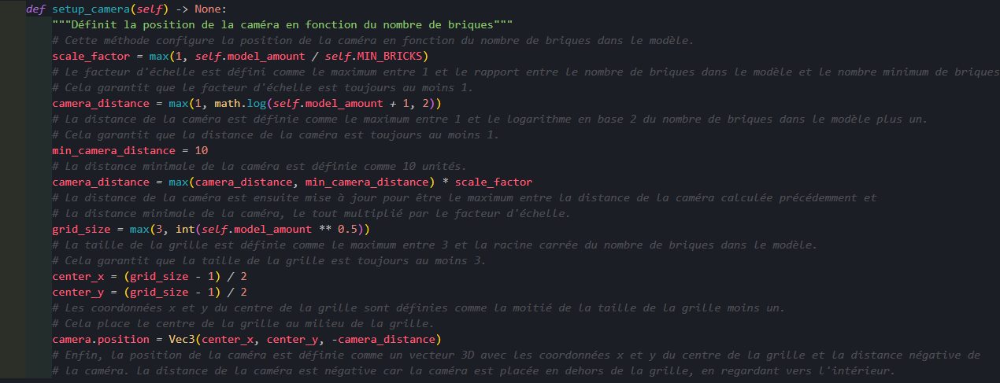 def setup_camera(self) -> None:
"""Définit la position de la caméra en fonction du nombre de briques"""
# Cette méthode configure la position de la caméra en fonction du nombre de briques dans le modèle.
scale_factor = max(1, self.model_amount / self.MIN_BRICKS)
# Le facteur d'échelle est défini comme le maximum entre 1 et le rapport entre le nombre de briques dans le modèle et le nombre minimum de briques
# Cela garantit que le facteur d'échelle est toujours au moins 1.
camera_distance = max(1, math.log(self.model_amount + 1, 2))
# La distance de la caméra est définie comme le maximum entre 1 et le logarithme en base 2 du nombre de briques dans le modèle plus un.
# Cela garantit que la distance de la caméra est toujours au moins 1.
min_camera_distance = 10
# La distance minimale de la caméra est définie comme 10 unités.
camera_distance = max(camera_distance, min_camera_distance) * scale_factor
# La distance de la caméra est ensuite mise à jour pour être le maximum entre la distance de la caméra calculée précédemment et
# la distance minimale de la caméra, le tout multiplié par le facteur d'échelle.
grid_size = max(3, int(self.model_amount ** 0.5))
# La taille de la grille est définie comme le maximum entre 3 et la racine carrée du nombre de briques dans le modèle.
# Cela garantit que la taille de la grille est toujours au moins 3.
center_x = (grid_size - 1) / 2
center_y = (grid_size - 1) / 2
# Les coordonnées x et y du centre de la grille sont définies comme la moitié de la taille de la grille moins un.
# Cela place le centre de la grille au milieu de la grille.
camera.position = Vec3(center_x, center_y, -camera_distance)
# Enfin, la position de la caméra est définie comme un vecteur 3D avec les coordonnées x et y du centre de la grille et la distance négative de
# la caméra. La distance de la caméra est négative car la caméra est placée en dehors de la grille, en regardant vers l'intérieur.